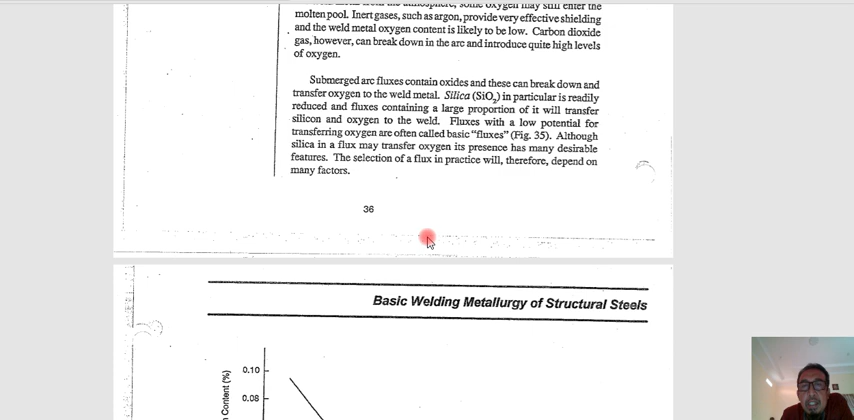 some oxygen may still enter the
molten pool. Inert gases, such as argon, provide very effective shielding
and the weld metal oxygen content is likely to be low. Carbon dioxide
gas, however, can break down in the arc and introduce quite high levels
of oxygen.
Submerged arc fluxes contain oxides and these can break down and
transfer oxygen to the weld metal. Silica (SiO2) in particular is readily
reduced and fluxes containing a large proportion of it will transfer
silicon and oxygen to the weld. Fluxes with a low potential for
transferring oxygen are often called basic "fluxes" (Fig. 35). Although
silica in a flux may transfer oxygen its presence has many desirable
features. The selection of a flux in practice will, therefore, depend on
many factors.
36
Basic Welding Metallurgy of Structural Steels
0.10
0.08
Content (%)